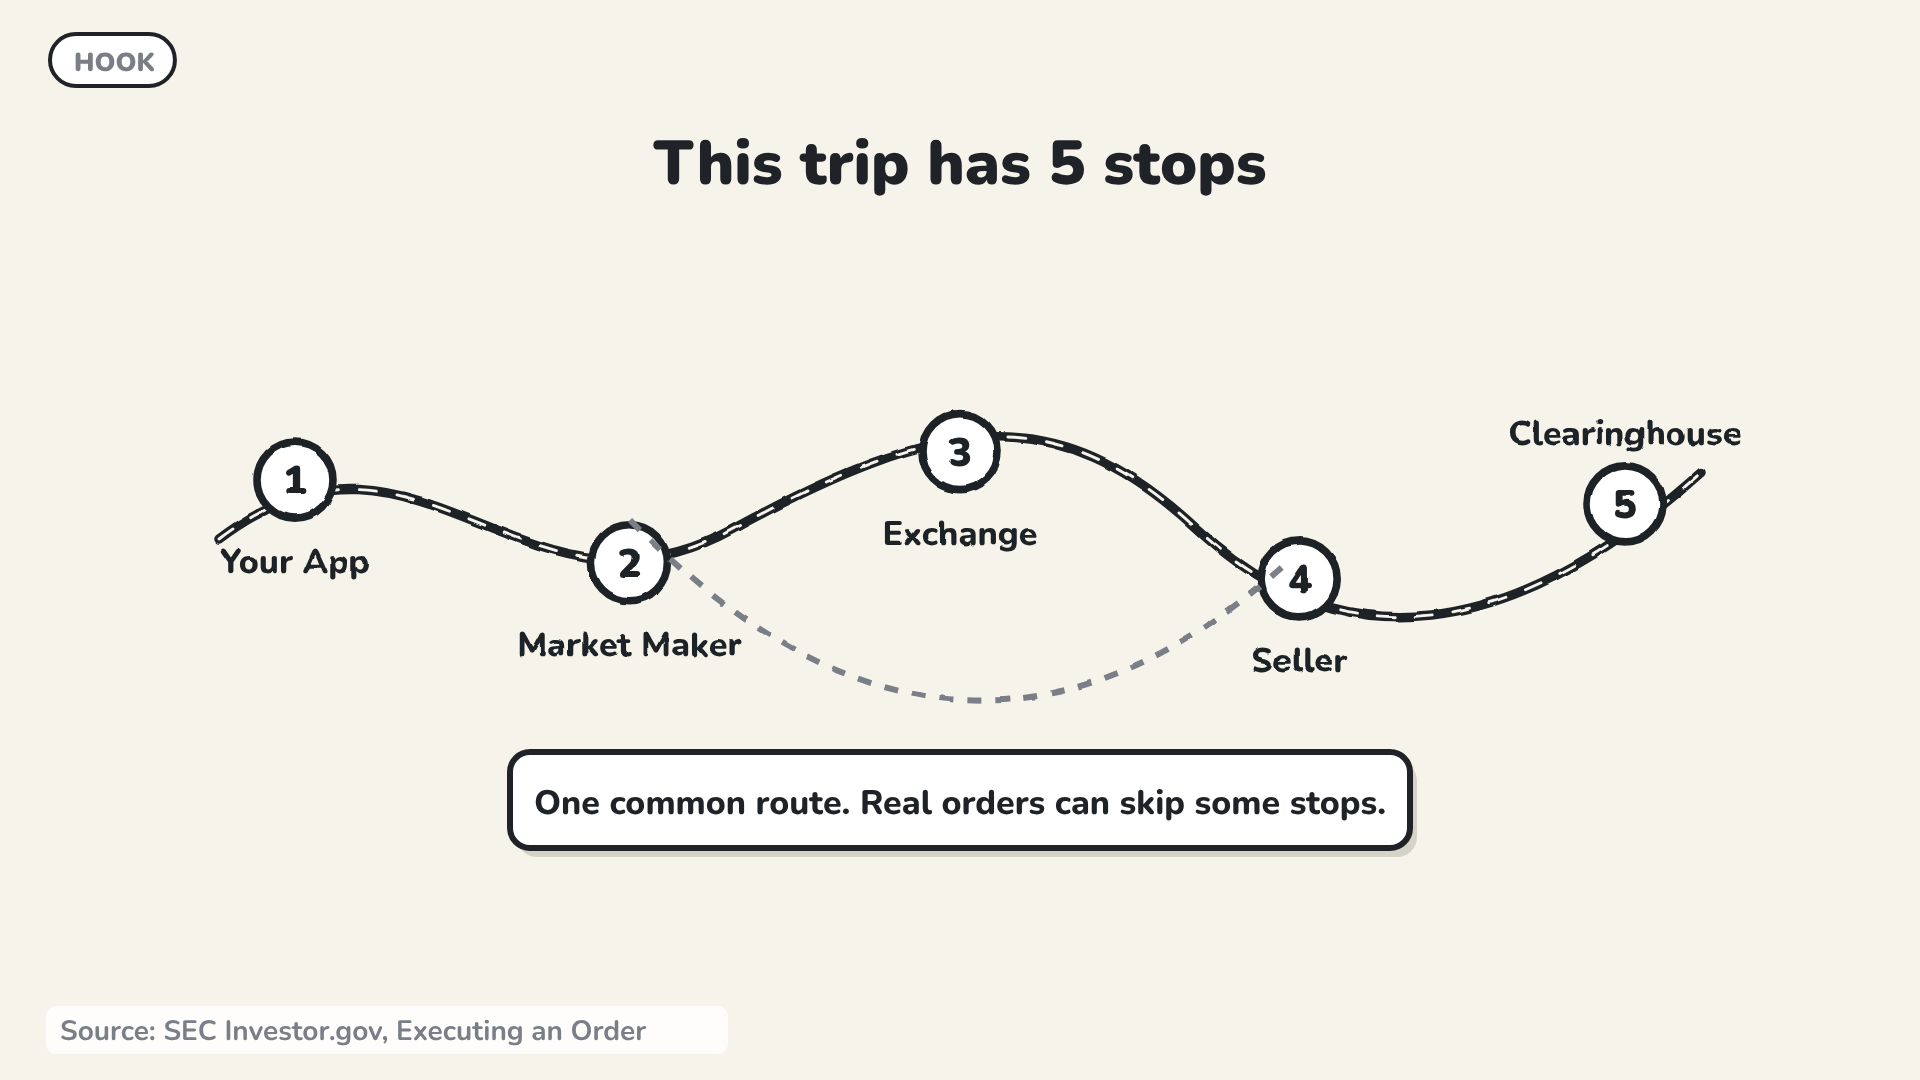 HOOK
This trip has 5 stops
1
Your App
2
Market Maker
3
Exchange
4
Seller
Clearinghouse
5
One common route. Real orders can skip some stops.
Source: SEC Investor.gov, Executing an Order